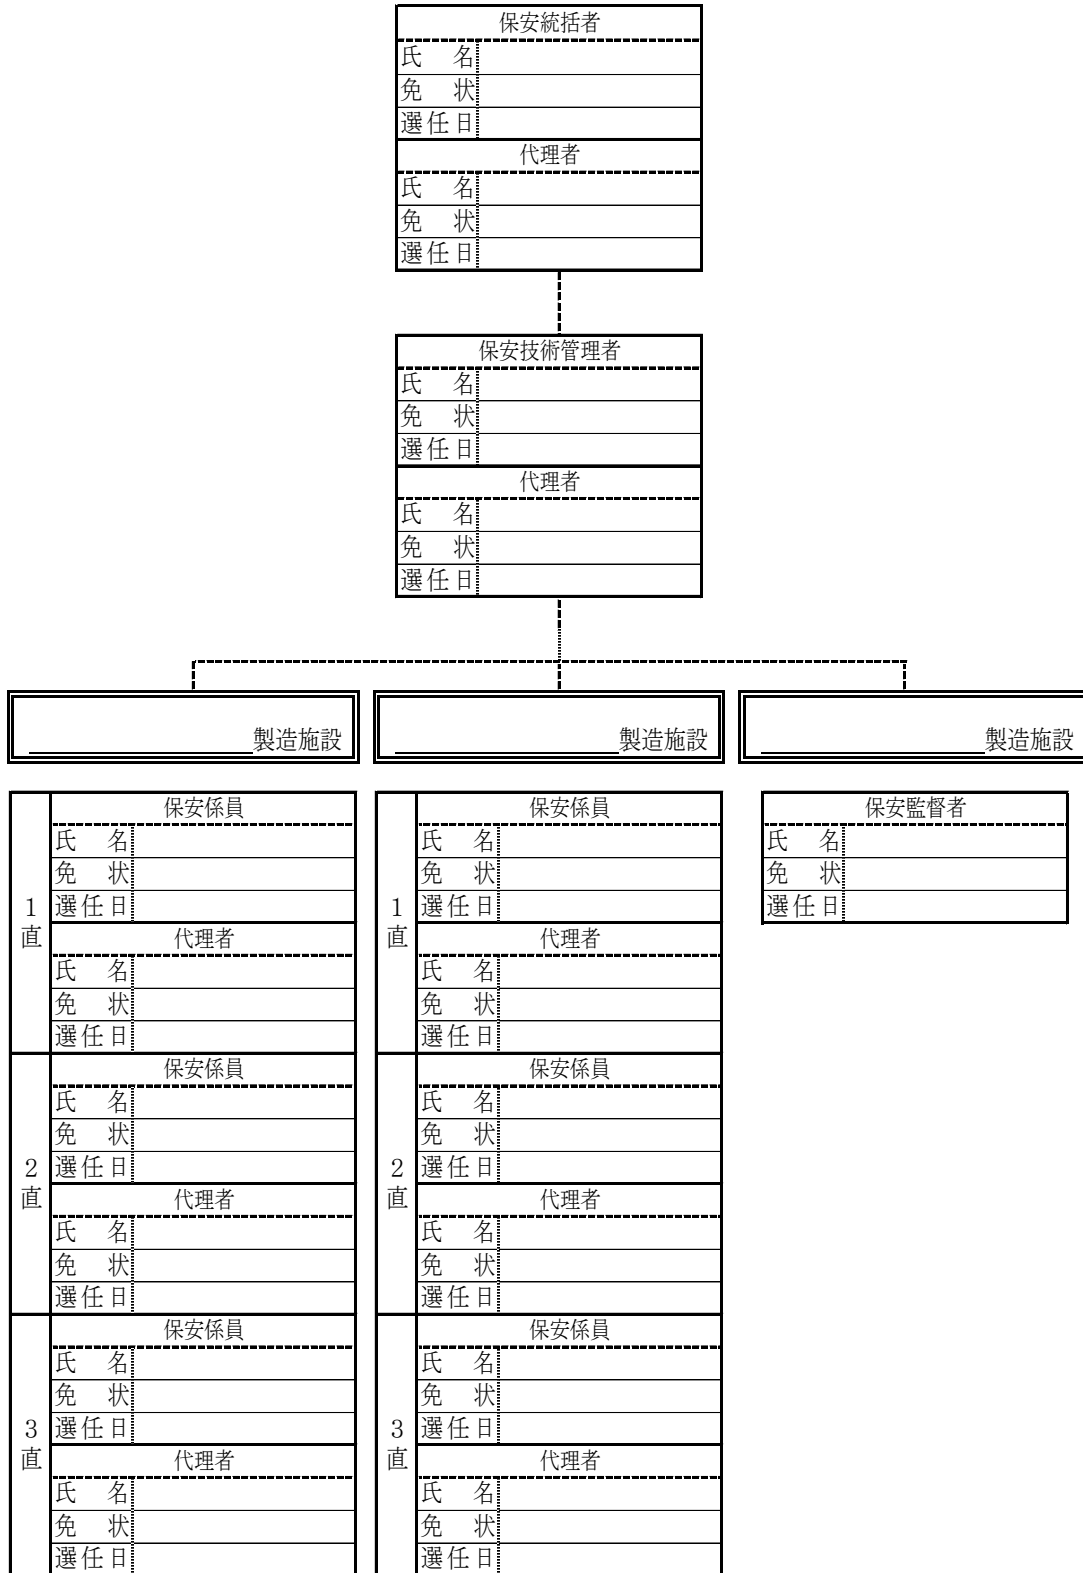 保安統括者
氏　名
免　状
選任日
代理者
氏　名
免　状
選任日
保安技術管理者
氏　名
免　状
選任日
代理者
氏　名
免　状
選任日
製造施設
製造施設
製造施設
1直
保安係員
氏　名
免　状
選任日
代理者
氏　名
免　状
選任日
2直
保安係員
氏　名
免　状
選任日
代理者
氏　名
免　状
選任日
3直
保安係員
氏　名
免　状
選任日
代理者
氏　名
免　状
選任日
1直
保安係員
氏　名
免　状
選任日
代理者
氏　名
免　状
選任日
2直
保安係員
氏　名
免　状
選任日
代理者
氏　名
免　状
選任日
3直
保安係員
氏　名
免　状
選任日
代理者
氏　名
免　状
選任日
保安監督者
氏　名
免　状
選任日